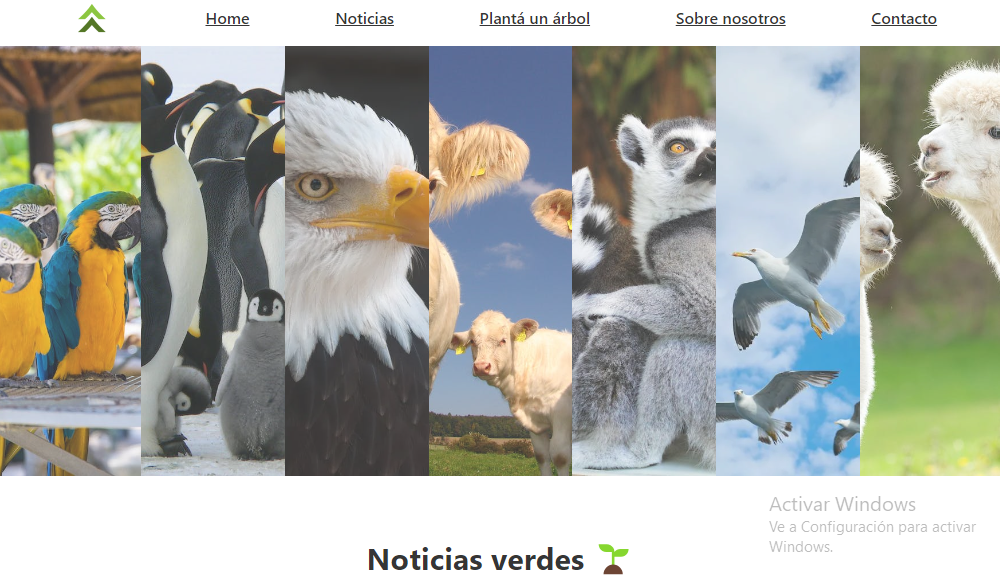 Home
Noticias
Plantá un árbol
Sobre nosotros
Contacto
Activar Windows
Ve a Configuración para activar
Windows.
Noticias verdes